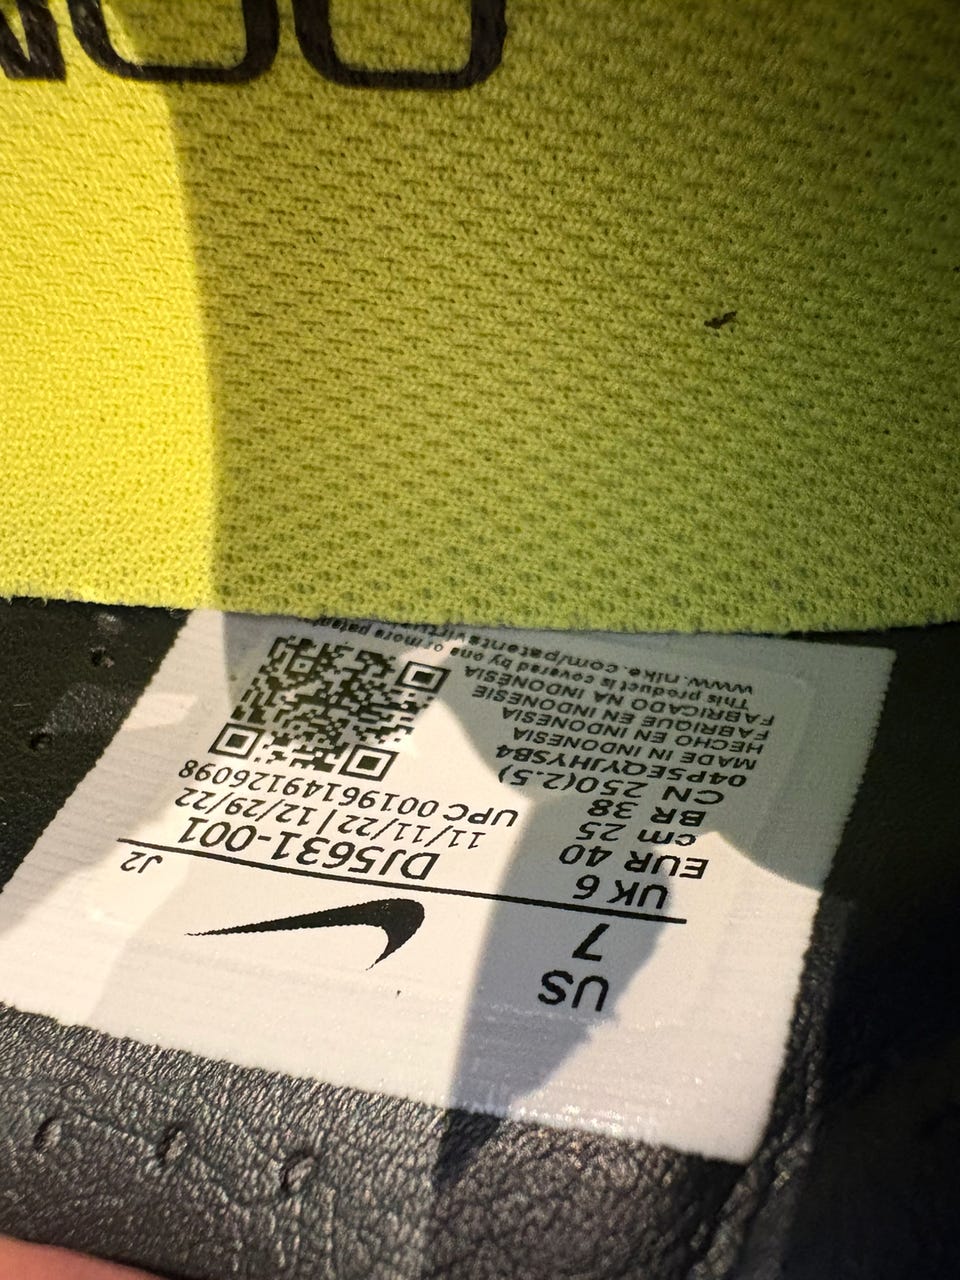 US
7
UK 6
EUR 40
cm 25
BR 38
CN 250(2.5)
04PSEQYJHYSB4
MADE IN INDONESIA
HECHO EN INDONESIA
FABRIQUE EN INDONESIE
FABRICADO NA INDONESIA
This product is covered by one or more patents
www.nike.com/patents
J2
DJ5631-001
11/11/22 | 12/29/22
UPC 00196149126098